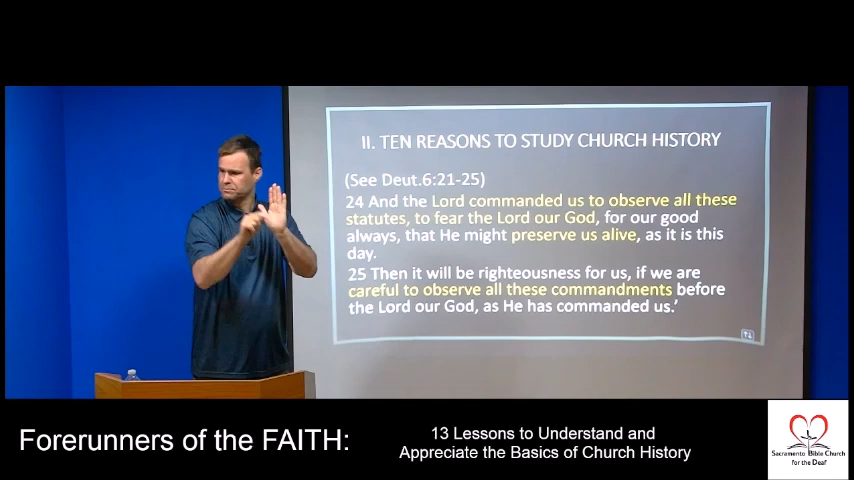 II. TEN REASONS TO STUDY CHURCH HISTORY
(See Deut.6:21-25)
24 And the Lord commanded us to observe all these
statutes, to fear the Lord our God, for our good
always, that He might preserve us alive, as it is this
day.
25 Then it will be righteousness for us, if we are
careful to observe all these commandments before
the Lord our God, as He has commanded us.'
Forerunners of the FAITH:
13 Lessons to Understand and
Appreciate the Basics of Church History
Sacramento Bible Church
for the Deaf